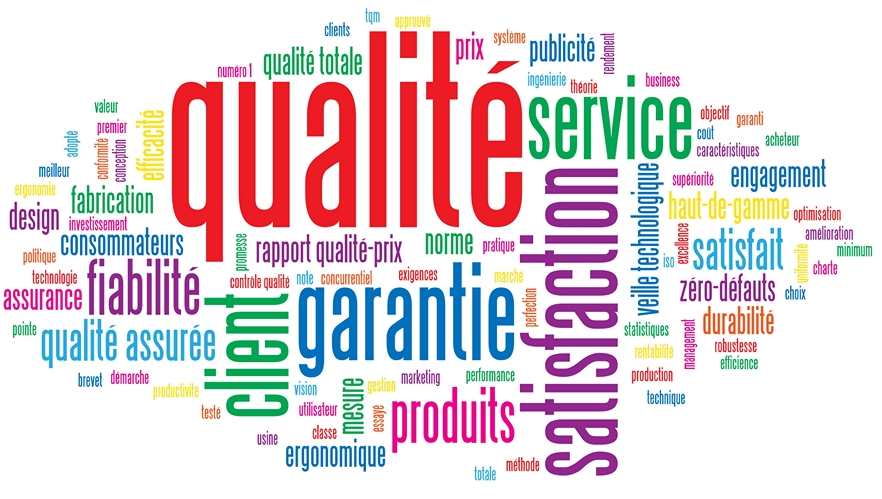 tqm
approuvé
clients
système
prix
publicité
rendement
qualité totale
numéro 1
ingénierie
théorie
business
qualité
service
valeur
premier
efficacité
adopté
conformité
conception
meilleur
objectif
garanti
coût
caractéristiques
acheteur
ergonomie
fabrication
design
investissement
consommateurs
politique
technologie
assurance
fiabilité
pointe
qualité assurée
promesse
rapport qualité-prix
norme
pratique
contrôle qualité
note
concurrentiel
exigences
marche
perfection
client
garantie
satisfaction
veille technologique
supériorité
engagement
haut-de-gamme
optimisation
iso
excellence
satisfait
amélioration
minimum
uniformité
charte
zéro-défauts
choix
statistiques
durabilité
management
robustesse
rentabilité
efficience
production
technique
brevet
démarche
productivité
testé
vision
gestion
marketing
performance
utilisateur
mesure
essayé
classe
produits
usine
ergonomique
méthode
totale